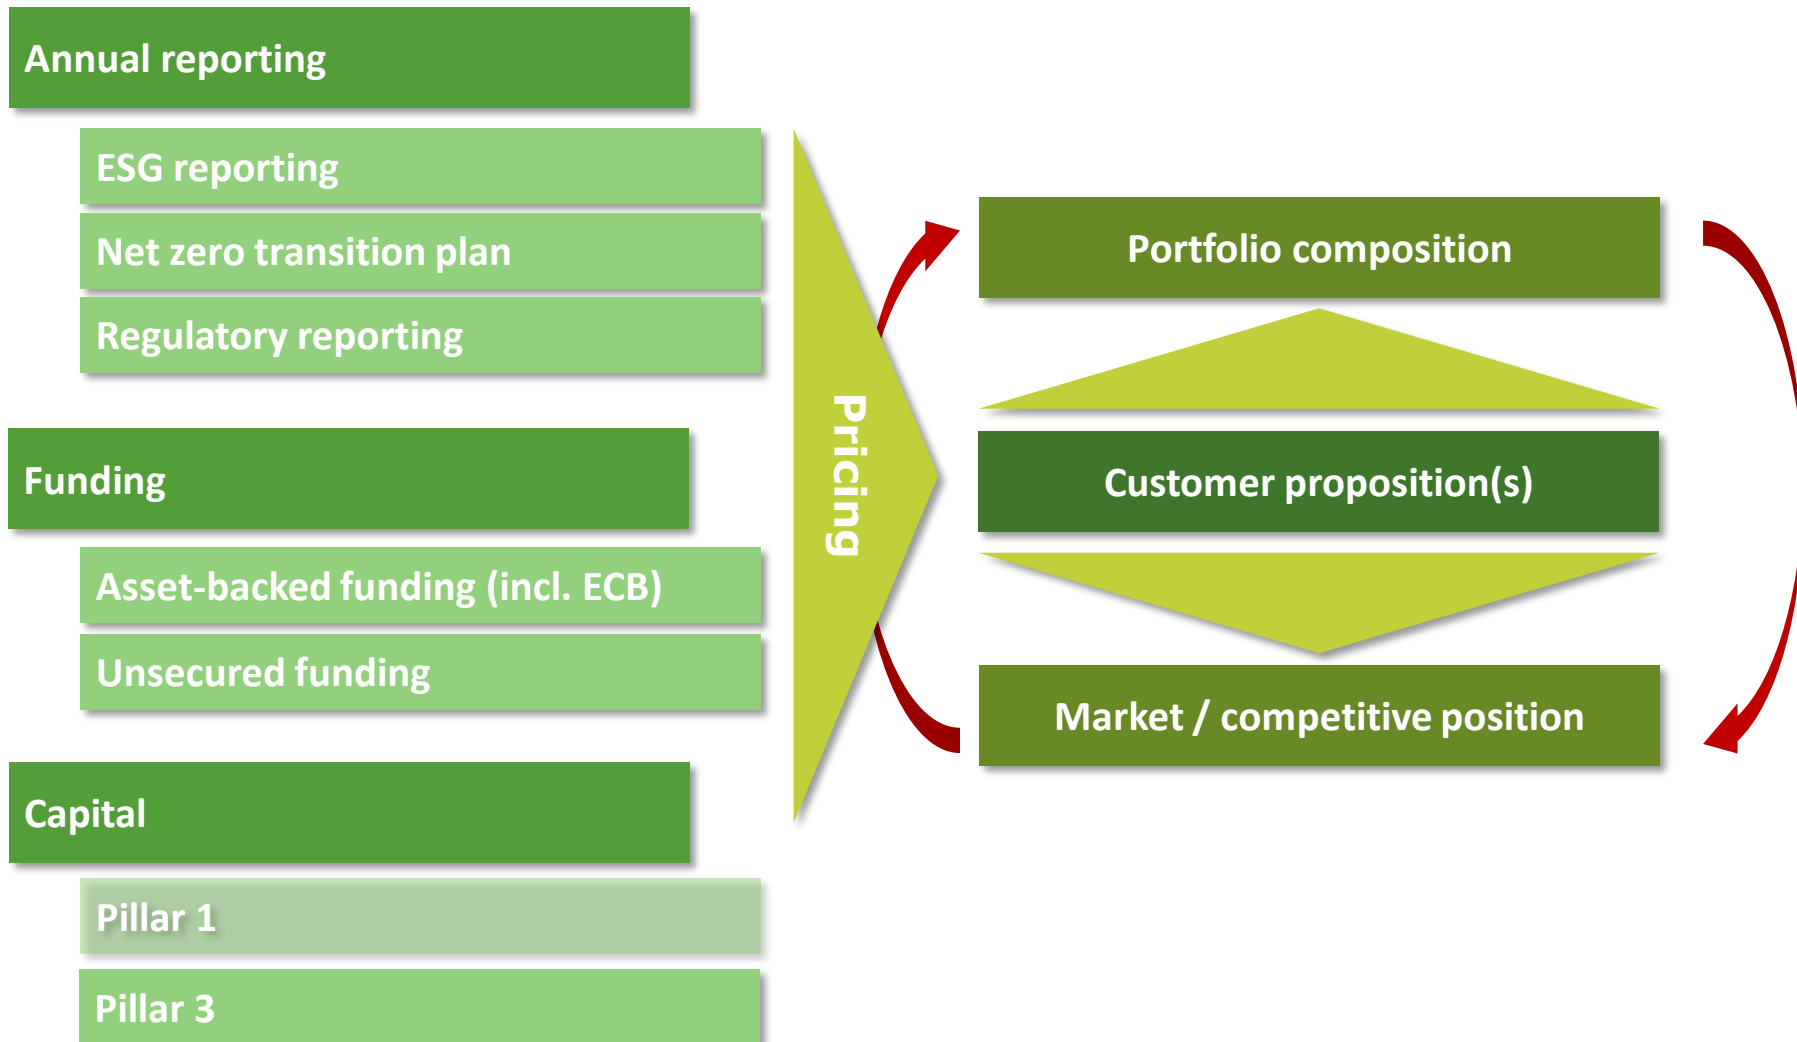 Annual reporting
ESG reporting
Net zero transition plan
Regulatory reporting
Funding
Asset-backed funding (incl. ECB)
Unsecured funding
Capital
Pillar 1
Pillar 3
Pricing
Portfolio composition
Customer proposition(s)
Market / competitive position